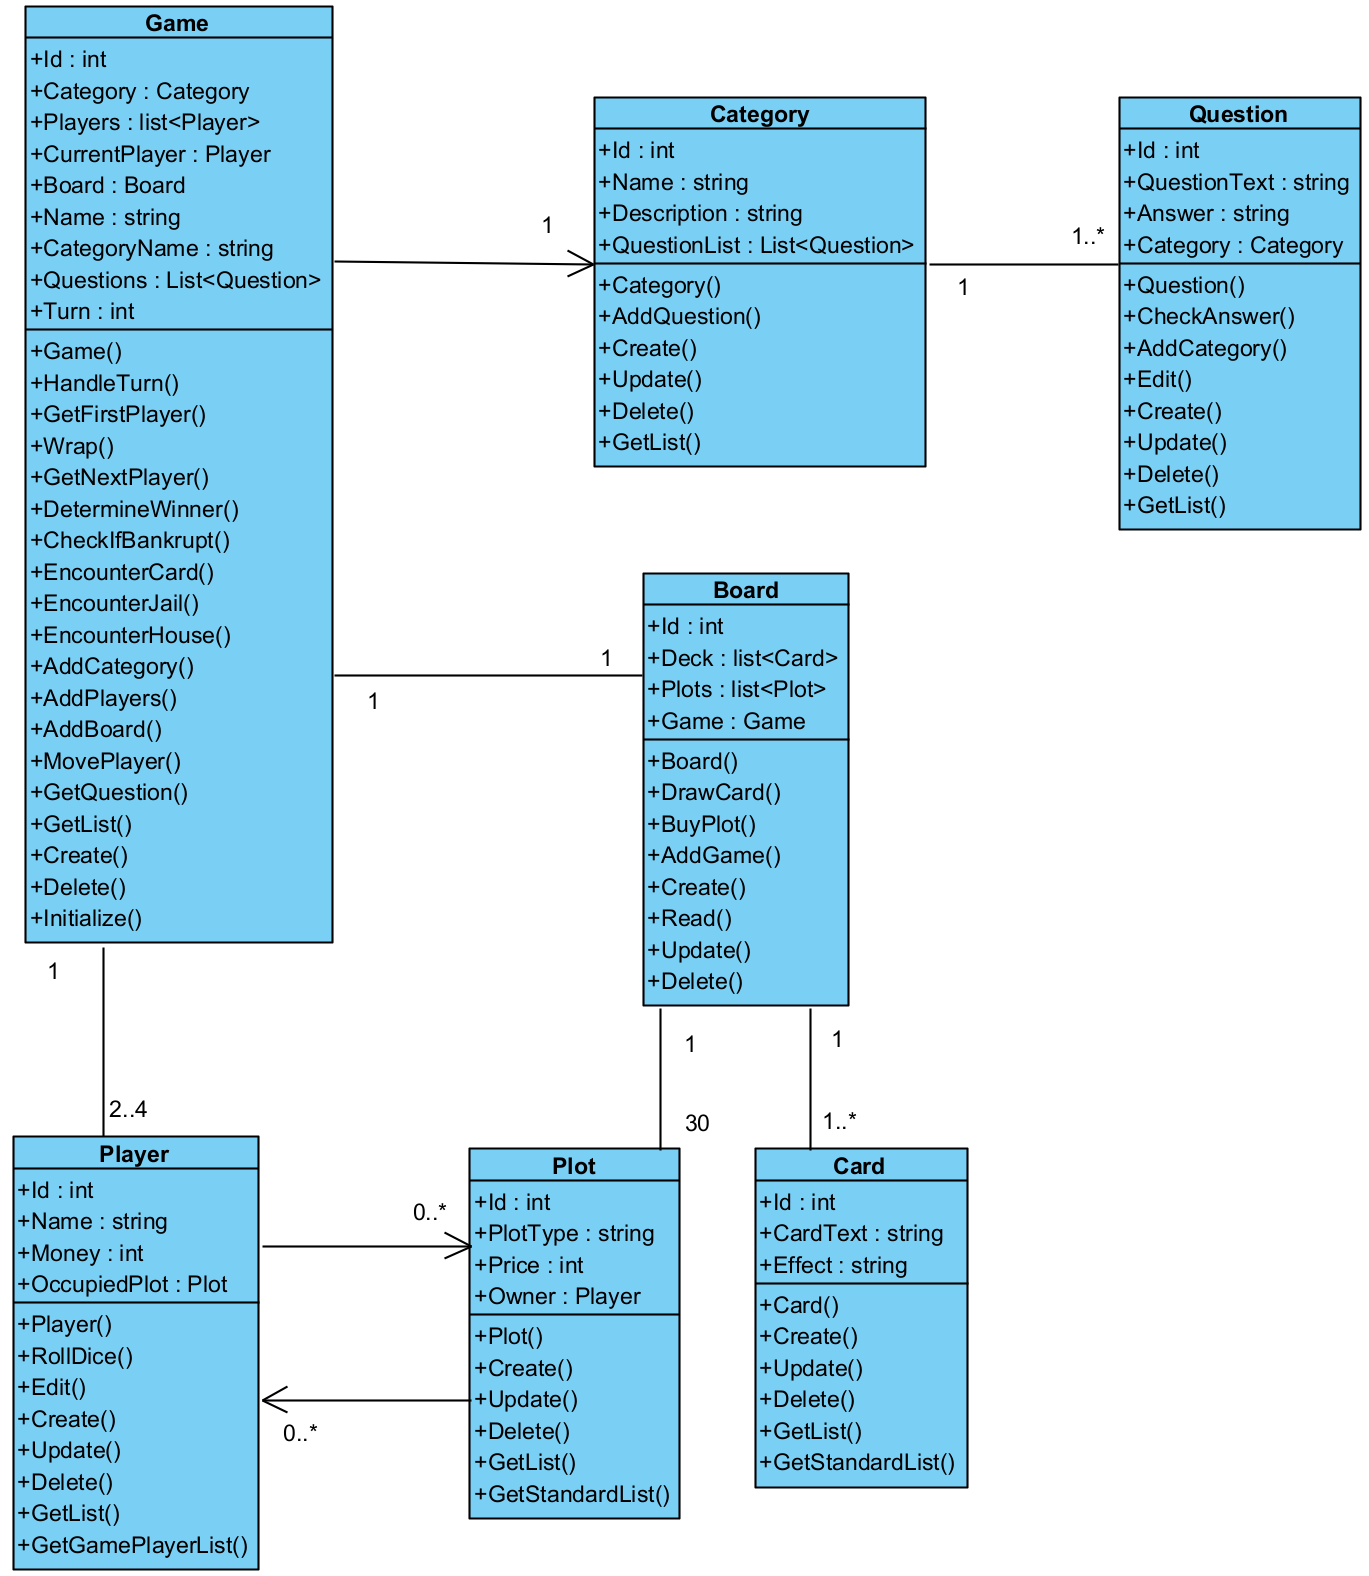 Game
+Id : int
+Category : Category
+Players : list<Player>
+CurrentPlayer : Player
+Board : Board
+Name : string
+CategoryName : string
+Questions : List<Question>
+Turn : int
+Game()
+HandleTurn()
+GetFirstPlayer()
+Wrap()
+GetNextPlayer()
+DetermineWinner()
+CheckIfBankrupt()
+EncounterCard()
+EncounterJail()
+EncounterHouse()
+AddCategory()
+AddPlayers()
+AddBoard()
+MovePlayer()
+GetQuestion()
+GetList()
+Create()
+Delete()
+Initialize()
1
Category
+Id : int
+Name : string
+Description : string
+QuestionList : List<Question>
+Category()
+AddQuestion()
+Create()
+Update()
+Delete()
+GetList()
1
1..*
Question
+Id : int
+QuestionText : string
+Answer : string
+Category : Category
+Question()
+CheckAnswer()
+AddCategory()
+Edit()
+Create()
+Update()
+Delete()
+GetList()
1
1
Board
+Id : int
+Deck : list<Card>
+Plots : list<Plot>
+Game : Game
+Board()
+DrawCard()
+BuyPlot()
+AddGame()
+Create()
+Read()
+Update()
+Delete()
1
2..4
1
30
1
1..*
Player
+Id : int
+Name : string
+Money : int
+OccupiedPlot : Plot
+Player()
+RollDice()
+Edit()
+Create()
+Update()
+Delete()
+GetList()
+GetGamePlayerList()
0..*
0..*
Plot
+Id : int
+PlotType : string
+Price : int
+Owner : Player
+Plot()
+Create()
+Update()
+Delete()
+GetList()
+GetStandardList()
Card
+Id : int
+CardText : string
+Effect : string
+Card()
+Create()
+Update()
+Delete()
+GetList()
+GetStandardList()